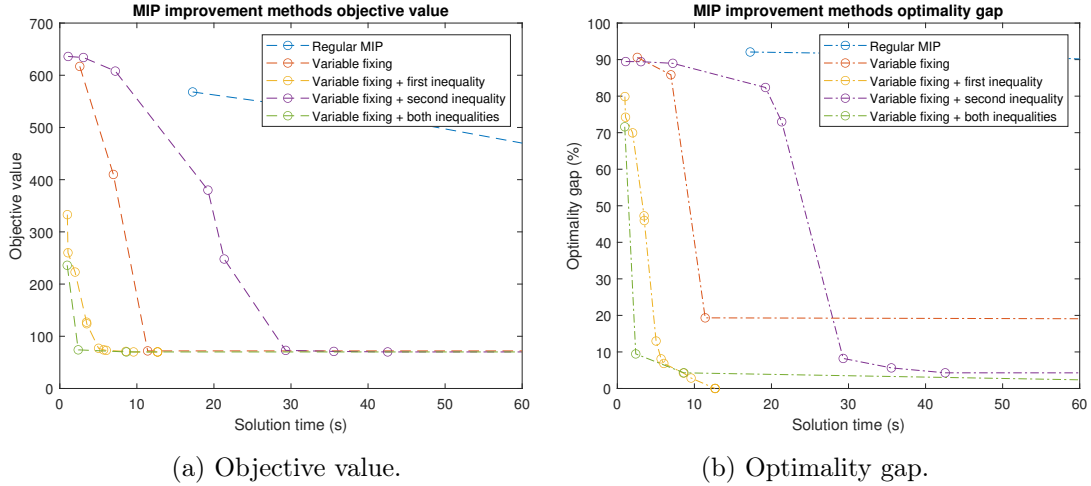 MIP improvement methods objective value
700
600
500
400
300
200
100
0
Objective value
0 10 20 30 40 50 60
Solution time (s)
Regular MIP
Variable fixing
Variable fixing + first inequality
Variable fixing + second inequality
Variable fixing + both inequalities
(a) Objective value.
MIP improvement methods optimality gap
100
90
80
70
60
50
40
30
20
10
0
Optimality gap (%)
0 10 20 30 40 50 60
Solution time (s)
Regular MIP
Variable fixing
Variable fixing + first inequality
Variable fixing + second inequality
Variable fixing + both inequalities
(b) Optimality gap.